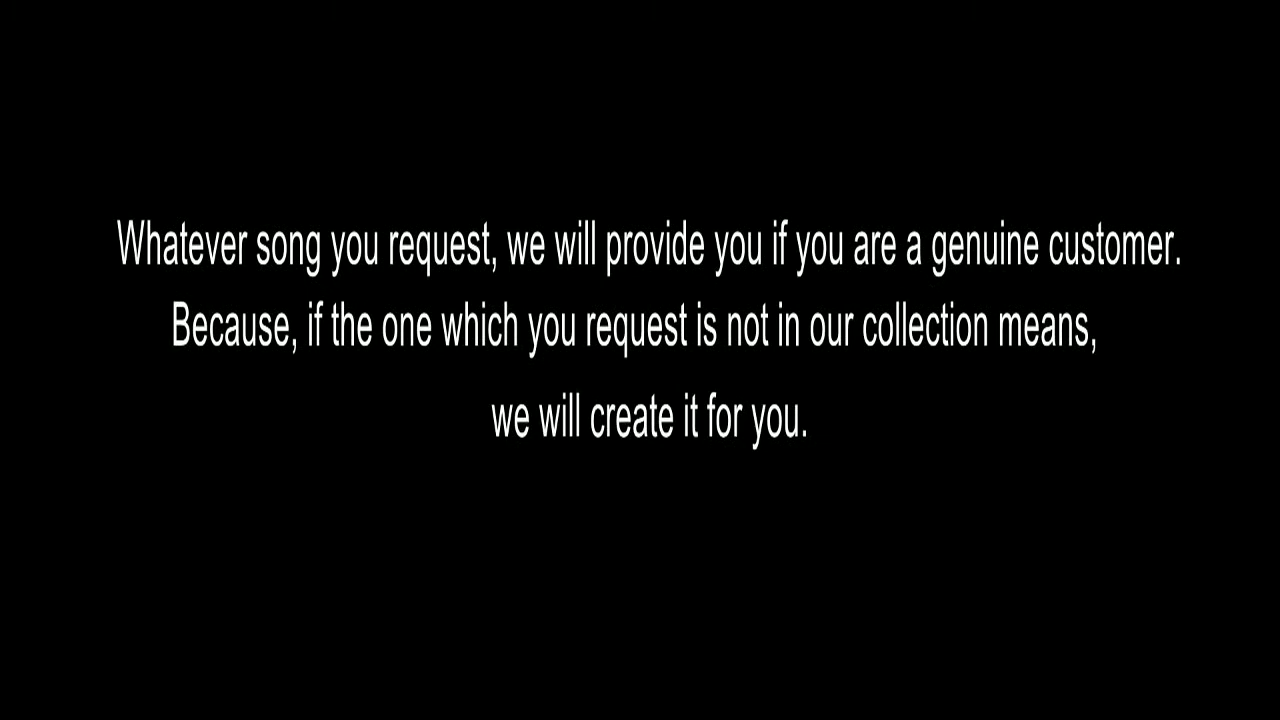 Whatever song you request, we will provide you if you are a genuine customer.
Because, if the one which you request is not in our collection means,
we will create it for you.